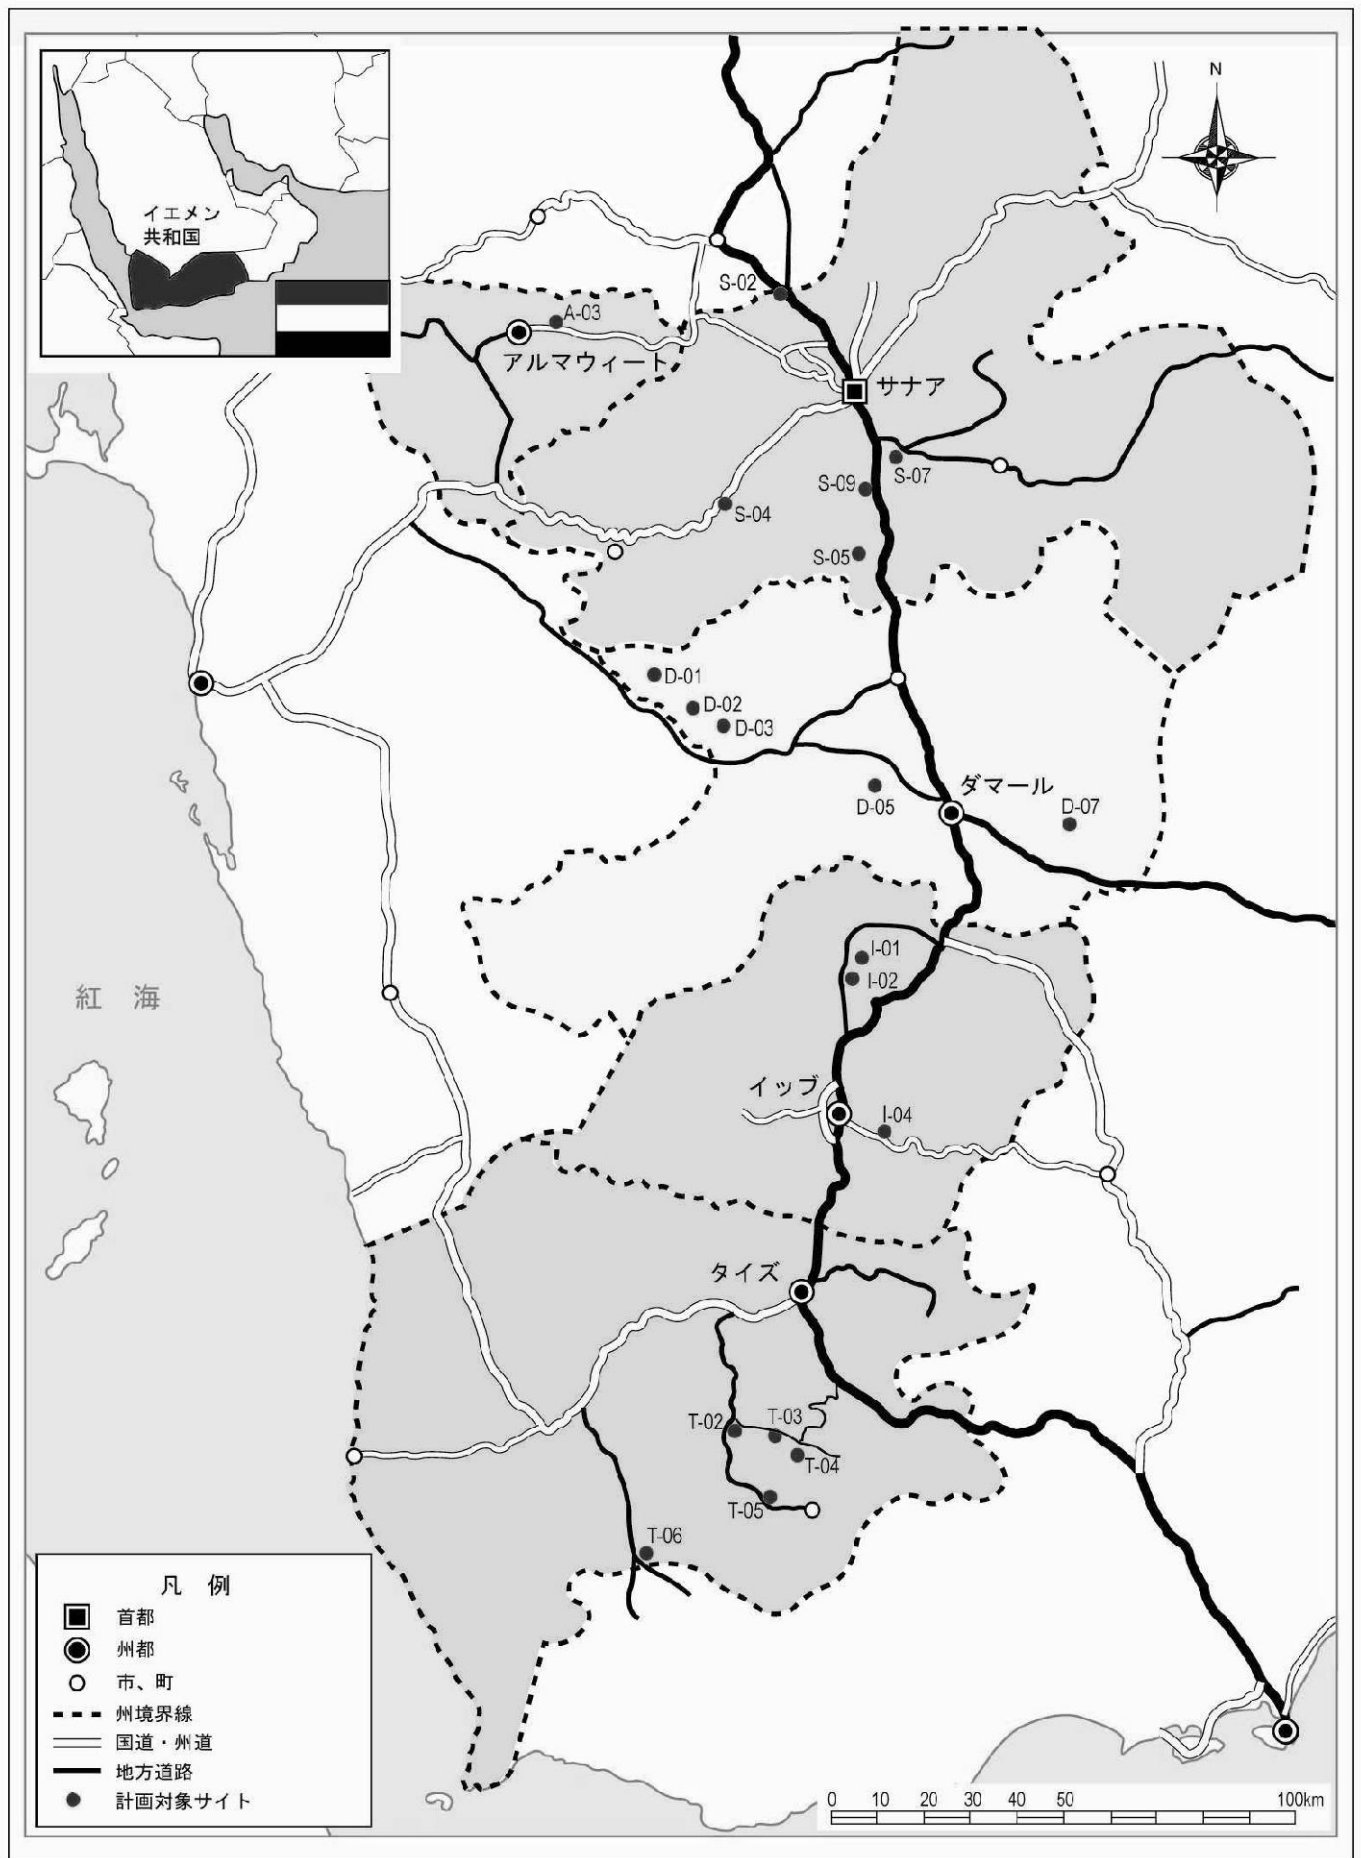 N
イエメン
共和国
S-02
A-03
アルマウィート
サナア
S-07
S-09
S-04
S-05
D-01
D-02
D-03
ダマール
D-05
D-07
I-01
I-02
紅 海
イッブ
I-04
タイズ
T-02
T-03
T-04
T-05
T-06
凡 例
首都
州都
市、町
州境界線
国道・州道
地方道路
計画対象サイト
0 10 20 30 40 50 100km